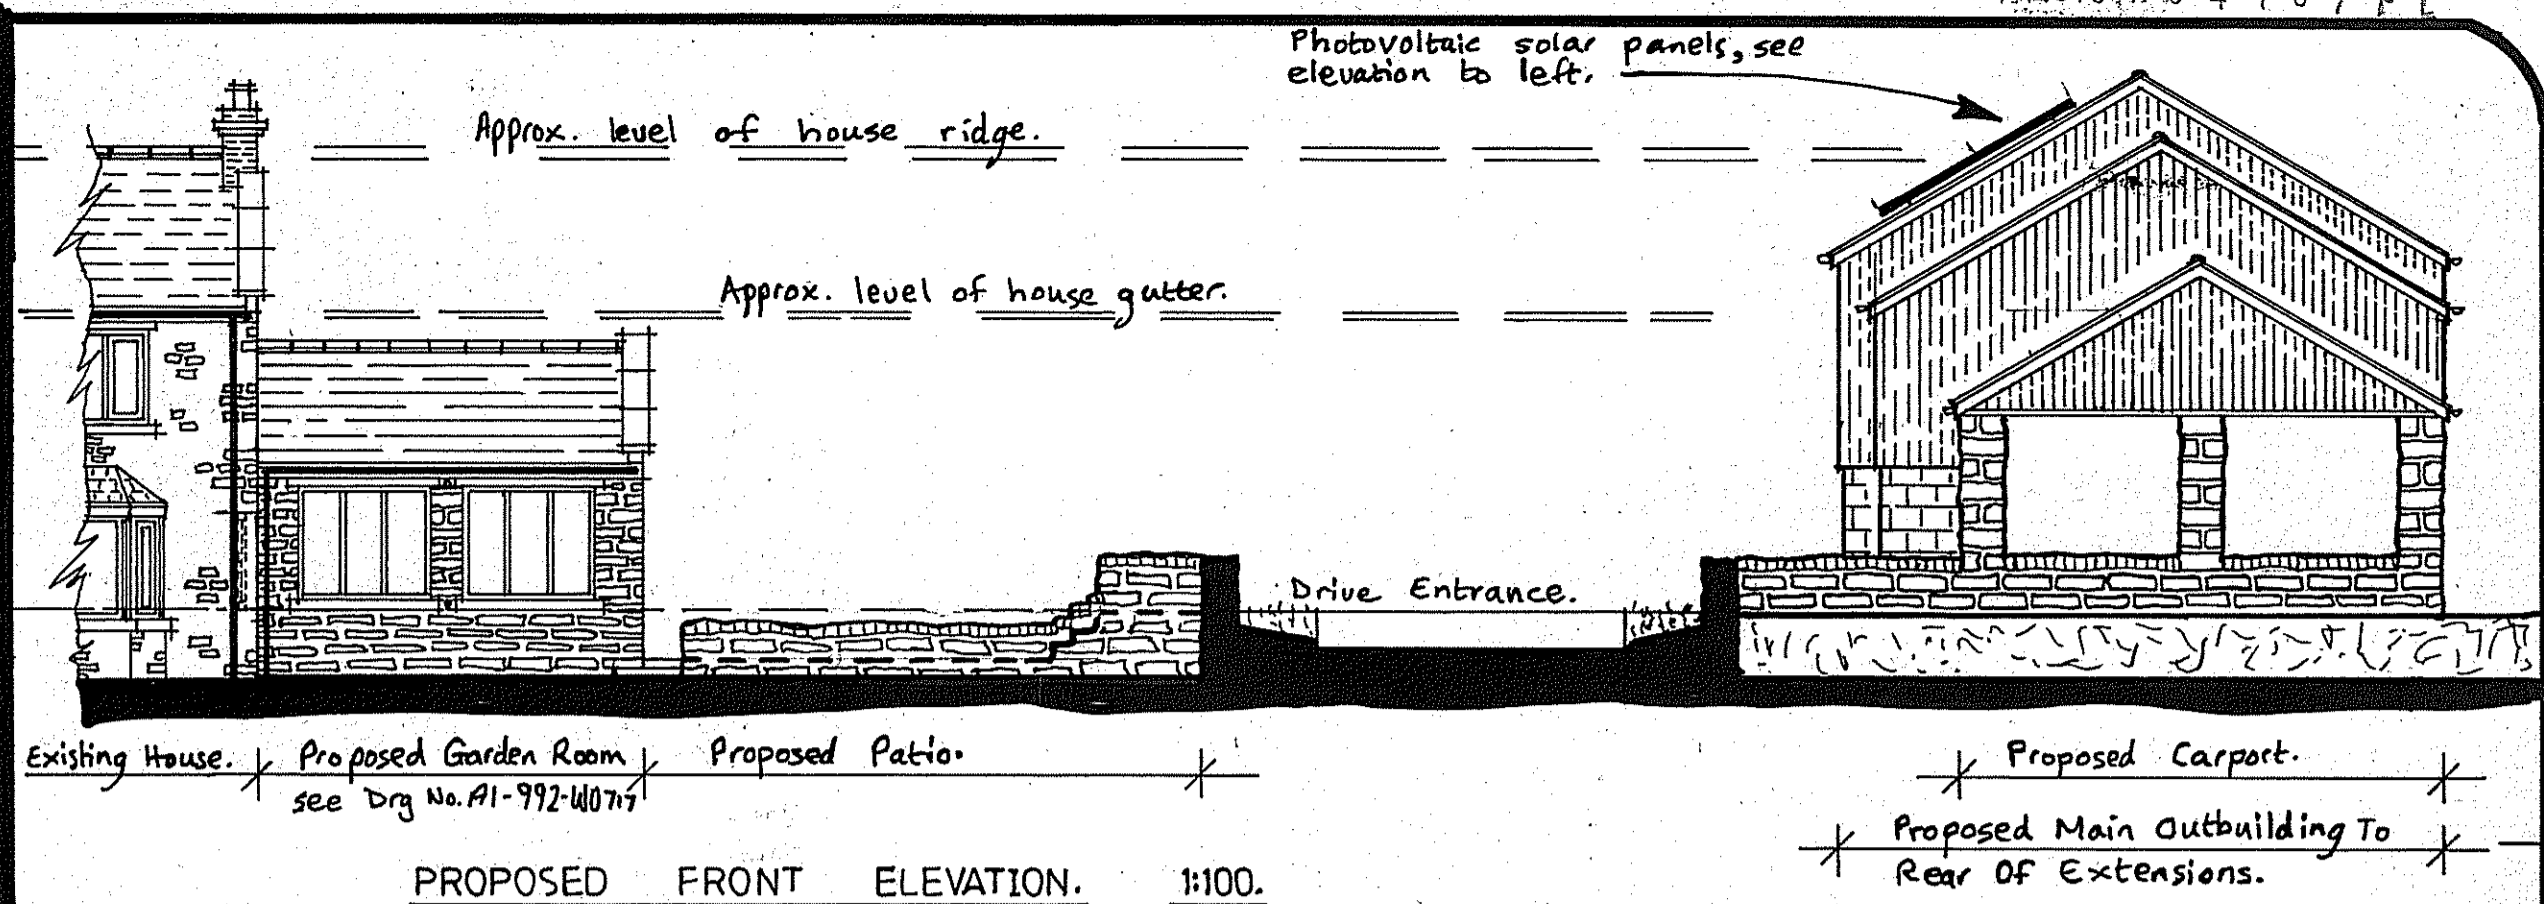 Photovoltaic solar panels, see
elevation to left.
Approx. level of house ridge.
Approx. level of house gutter.
Drive Entrance.
Existing House.
Proposed Garden Room
see Drg No. A1-992-W0717
Proposed Patio.
Proposed Carport.
Proposed Main Outbuilding To
Rear Of Extensions.
PROPOSED FRONT ELEVATION. 1:100.